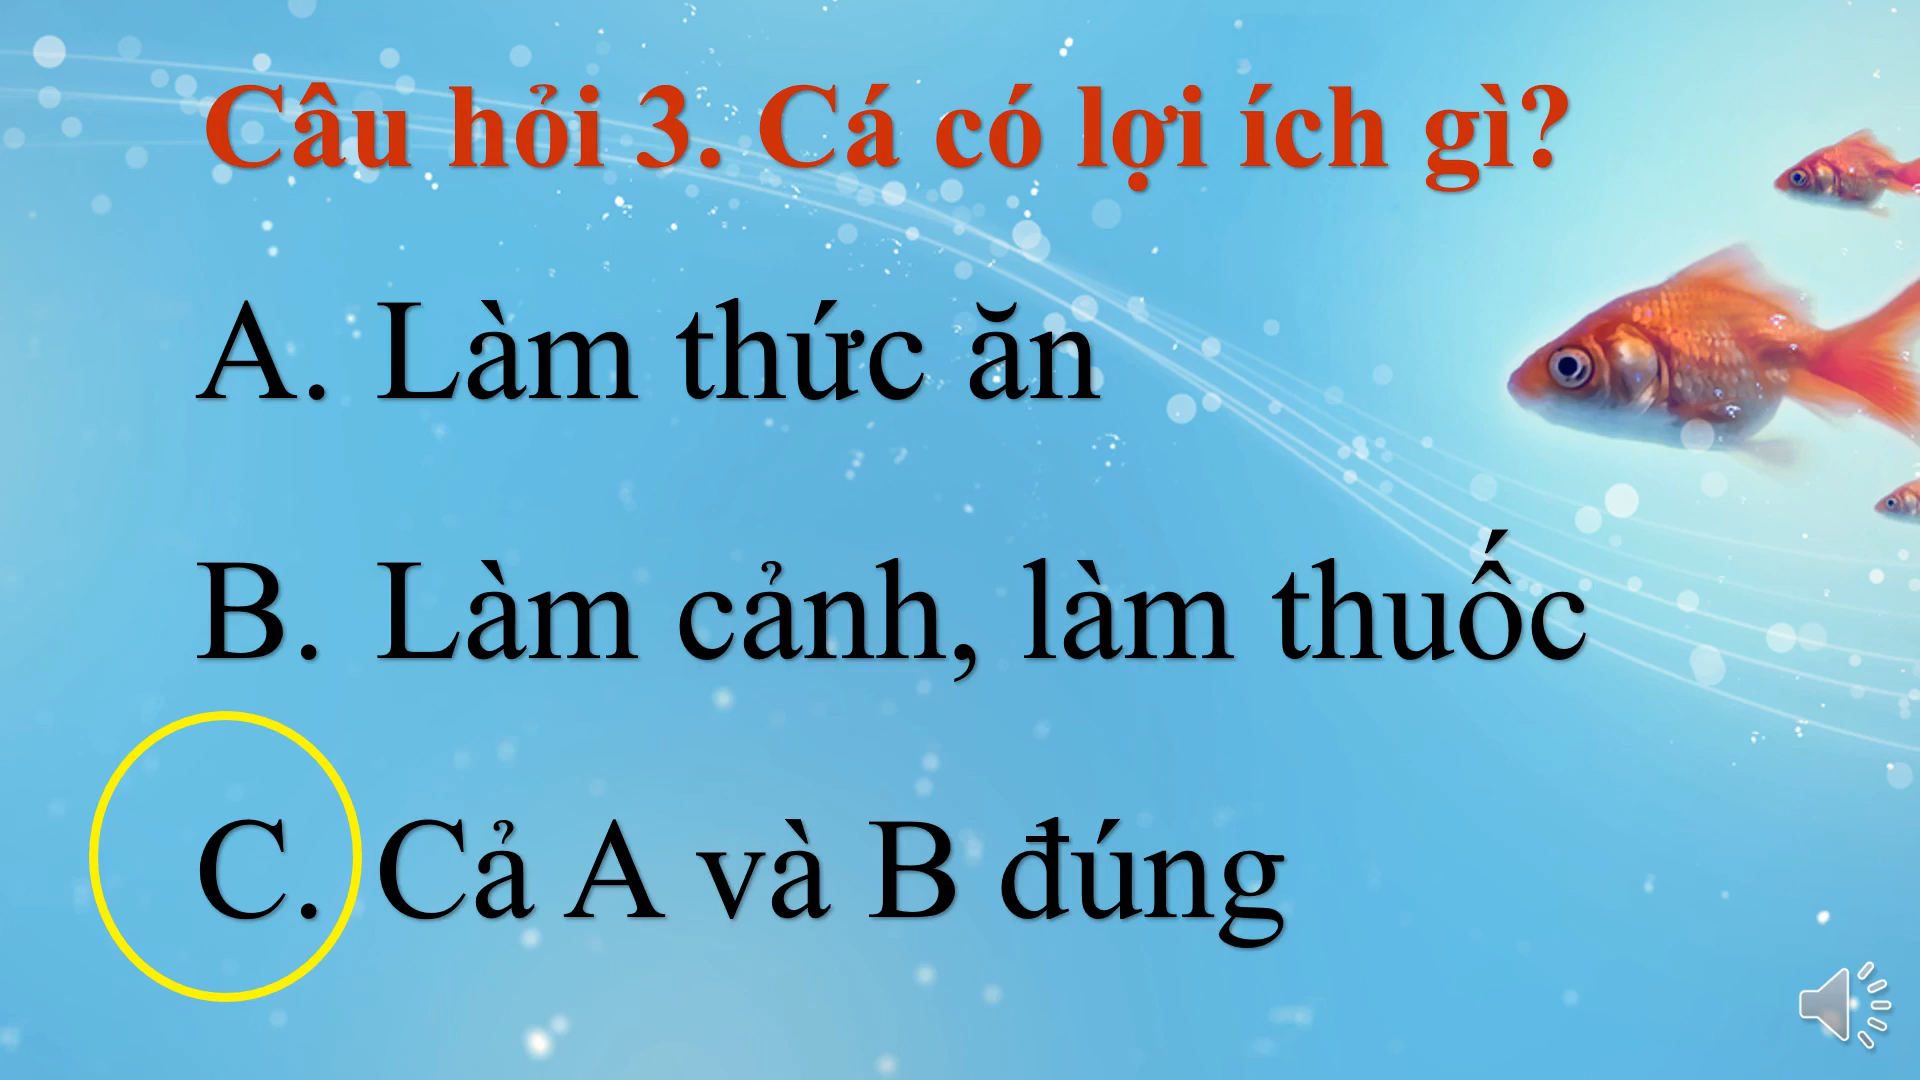 Câu hỏi 3. Cá có lợi ích gì?
A. Làm thức ăn
B. Làm cảnh, làm thuốc
C. Cả A và B đúng